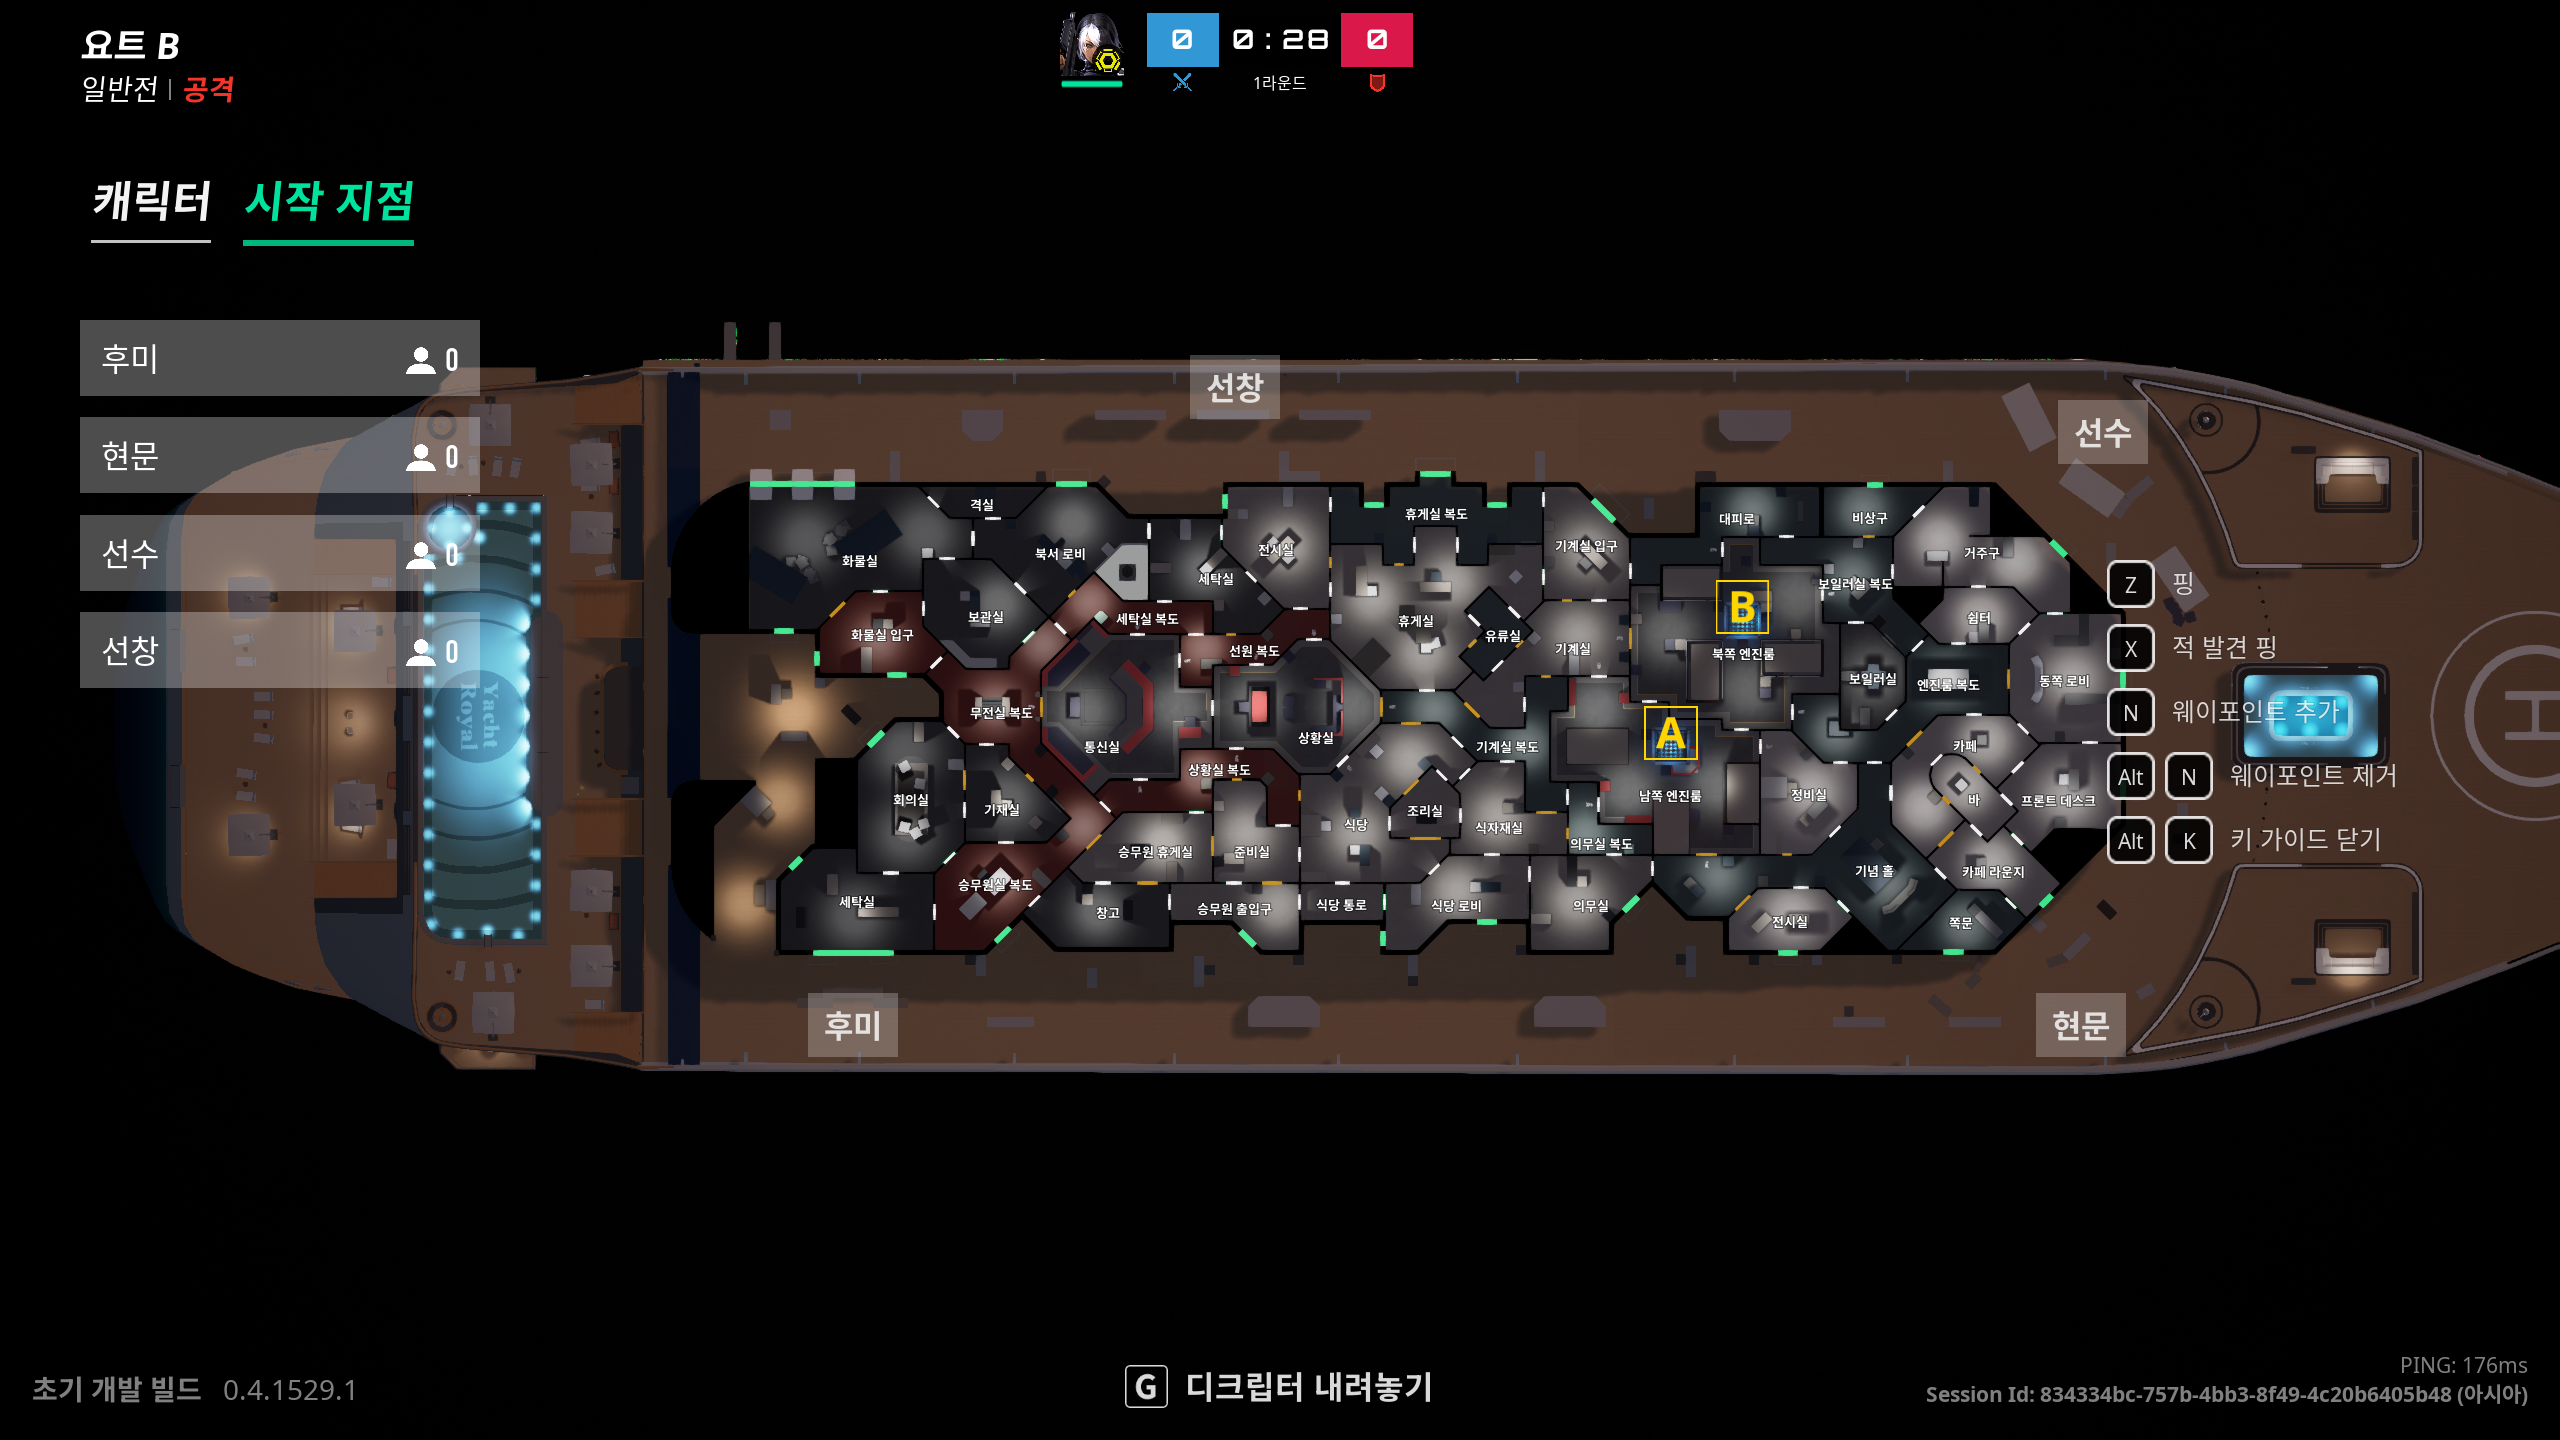 요트 B
일반전 | 공격
0 0:28 0
1라운드
캐릭터 시작 지점
후미 0
현문 0
선수 0
선창 0
선창
선수
격실
휴게실 복도
대피로
비상구
화물실
북서 로비
전시실
기계실 입구
거주구
세탁실
보일러실 복도
B
보관실
세탁실 복도
휴게실
쉼터
화물실 입구
선원 복도
유류실
기계실
북쪽 엔진룸
보일러실
엔진룸 복도
동쪽 로비
무전실 복도
통신실
상황실
기계실 복도
A
카페
상황실 복도
회의실
기재실
조리실
식당
식자재실
남쪽 엔진룸
정비실
바
프론트 데스크
승무원 휴게실
준비실
의무실 복도
기념 홀
카페 라운지
승무원실 복도
세탁실
창고
승무원 출입구
식당 통로
식당 로비
의무실
전시실
쪽문
후미
현문
Yacht
Royal
Z 핑
X 적 발견 핑
N 웨이포인트 추가
Alt N 웨이포인트 제거
Alt K 키 가이드 닫기
H
초기 개발 빌드 0.4.1529.1
G 디크립터 내려놓기
PING: 176ms
Session Id: 834334bc-757b-4bb3-8f49-4c20b6405b48 (아시아)